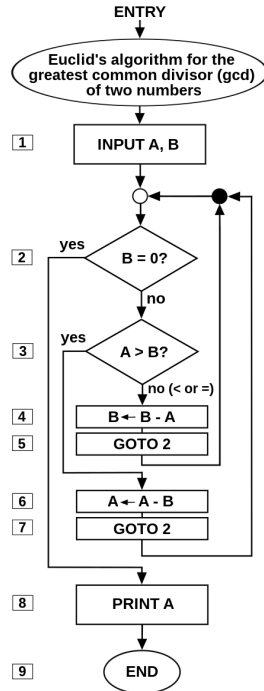 ENTRY
Euclid's algorithm for the
greatest common divisor (gcd)
of two numbers
1
INPUT A, B
2
yes
B = 0?
no
yes
3
A > B?
no (< or =)
4
B ← B - A
5
GOTO 2
6
A ← A - B
7
GOTO 2
8
PRINT A
9
END